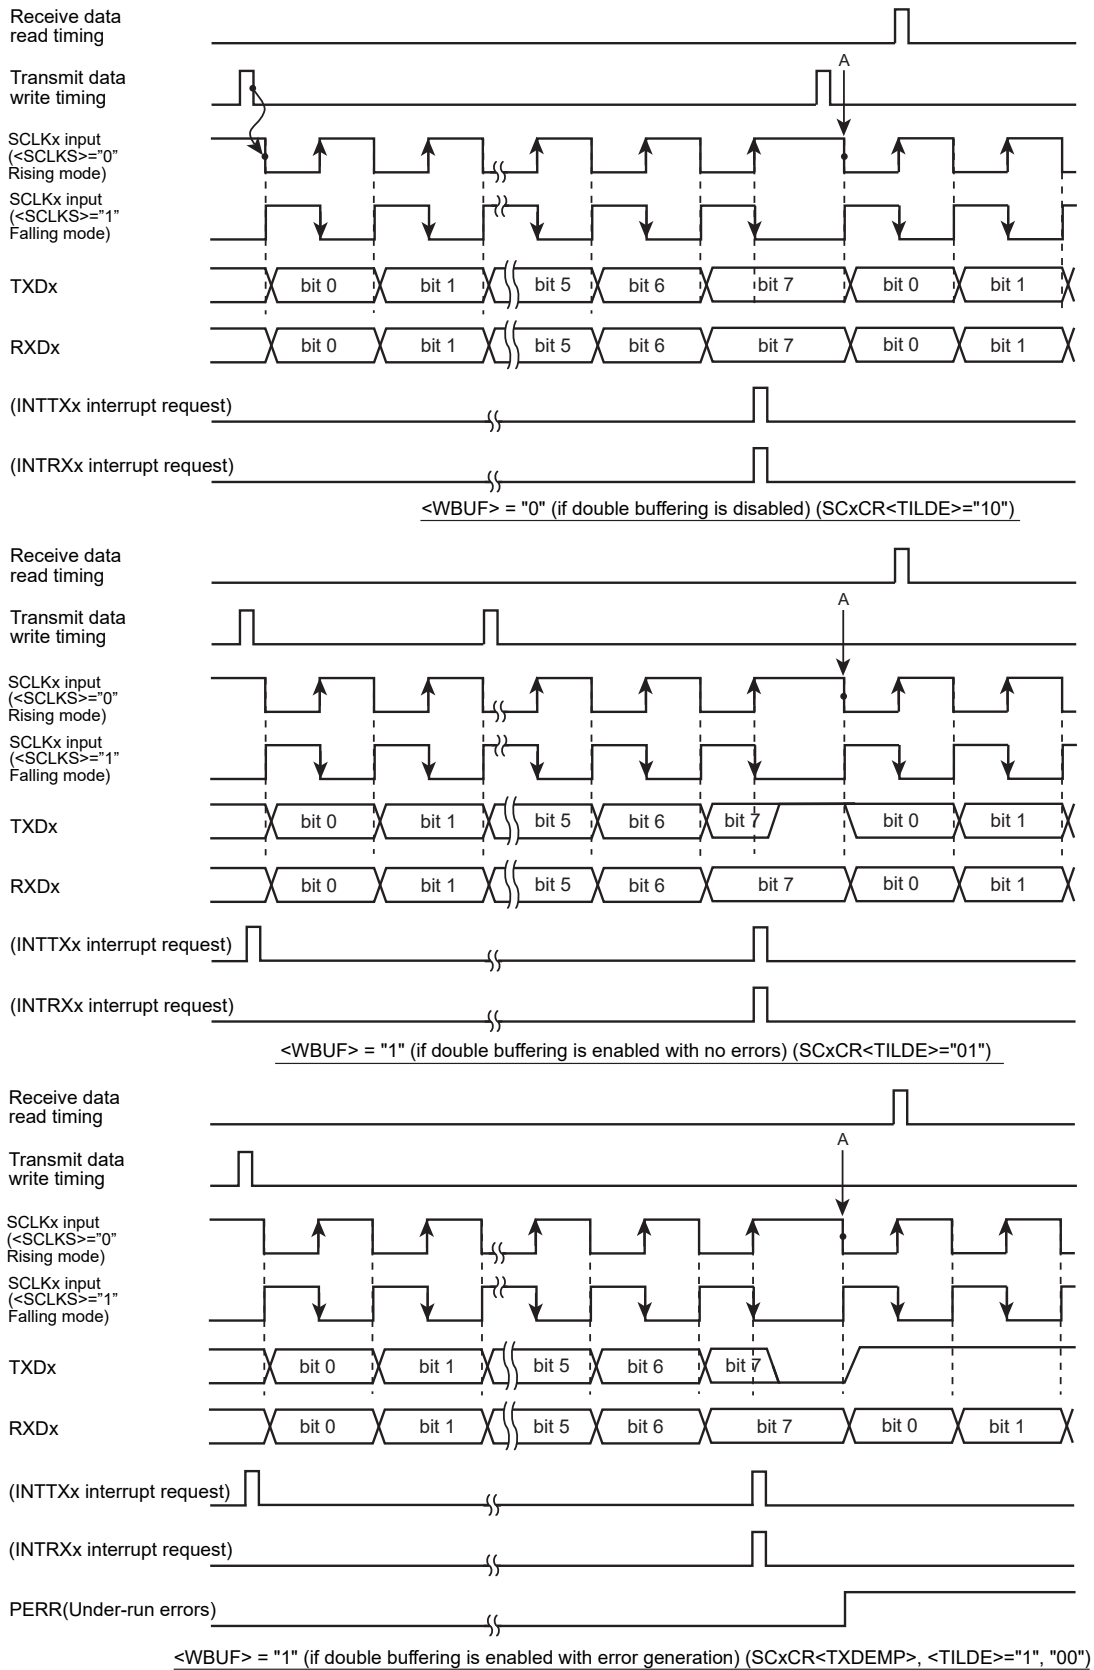 Receive data
read timing
A
Transmit data
write timing
SCLKx input
(<SCLKS>=”0”
Rising mode)
SCLKx input
(<SCLKS>=”1”
Falling mode)
TXDx bit 0 bit 1 bit 5 bit 6 bit 7 bit 0 bit 1
RXDx bit 0 bit 1 bit 5 bit 6 bit 7 bit 0 bit 1
(INTTXx interrupt request)
(INTRXx interrupt request)
<WBUF> = "0" (if double buffering is disabled) (SCxCR<TILDE>="10")
Receive data
read timing
A
Transmit data
write timing
SCLKx input
(<SCLKS>=”0”
Rising mode)
SCLKx input
(<SCLKS>=”1”
Falling mode)
TXDx bit 0 bit 1 bit 5 bit 6 bit 7 bit 0 bit 1
RXDx bit 0 bit 1 bit 5 bit 6 bit 7 bit 0 bit 1
(INTTXx interrupt request)
(INTRXx interrupt request)
<WBUF> = "1" (if double buffering is enabled with no errors) (SCxCR<TILDE>="01")
Receive data
read timing
A
Transmit data
write timing
SCLKx input
(<SCLKS>=”0”
Rising mode)
SCLKx input
(<SCLKS>=”1”
Falling mode)
TXDx bit 0 bit 1 bit 5 bit 6 bit 7
RXDx bit 0 bit 1 bit 5 bit 6 bit 7 bit 0 bit 1
(INTTXx interrupt request)
(INTRXx interrupt request)
PERR(Under-run errors)
<WBUF> = "1" (if double buffering is enabled with error generation) (SCxCR<TXDEMP>, <TILDE>="1", "00")